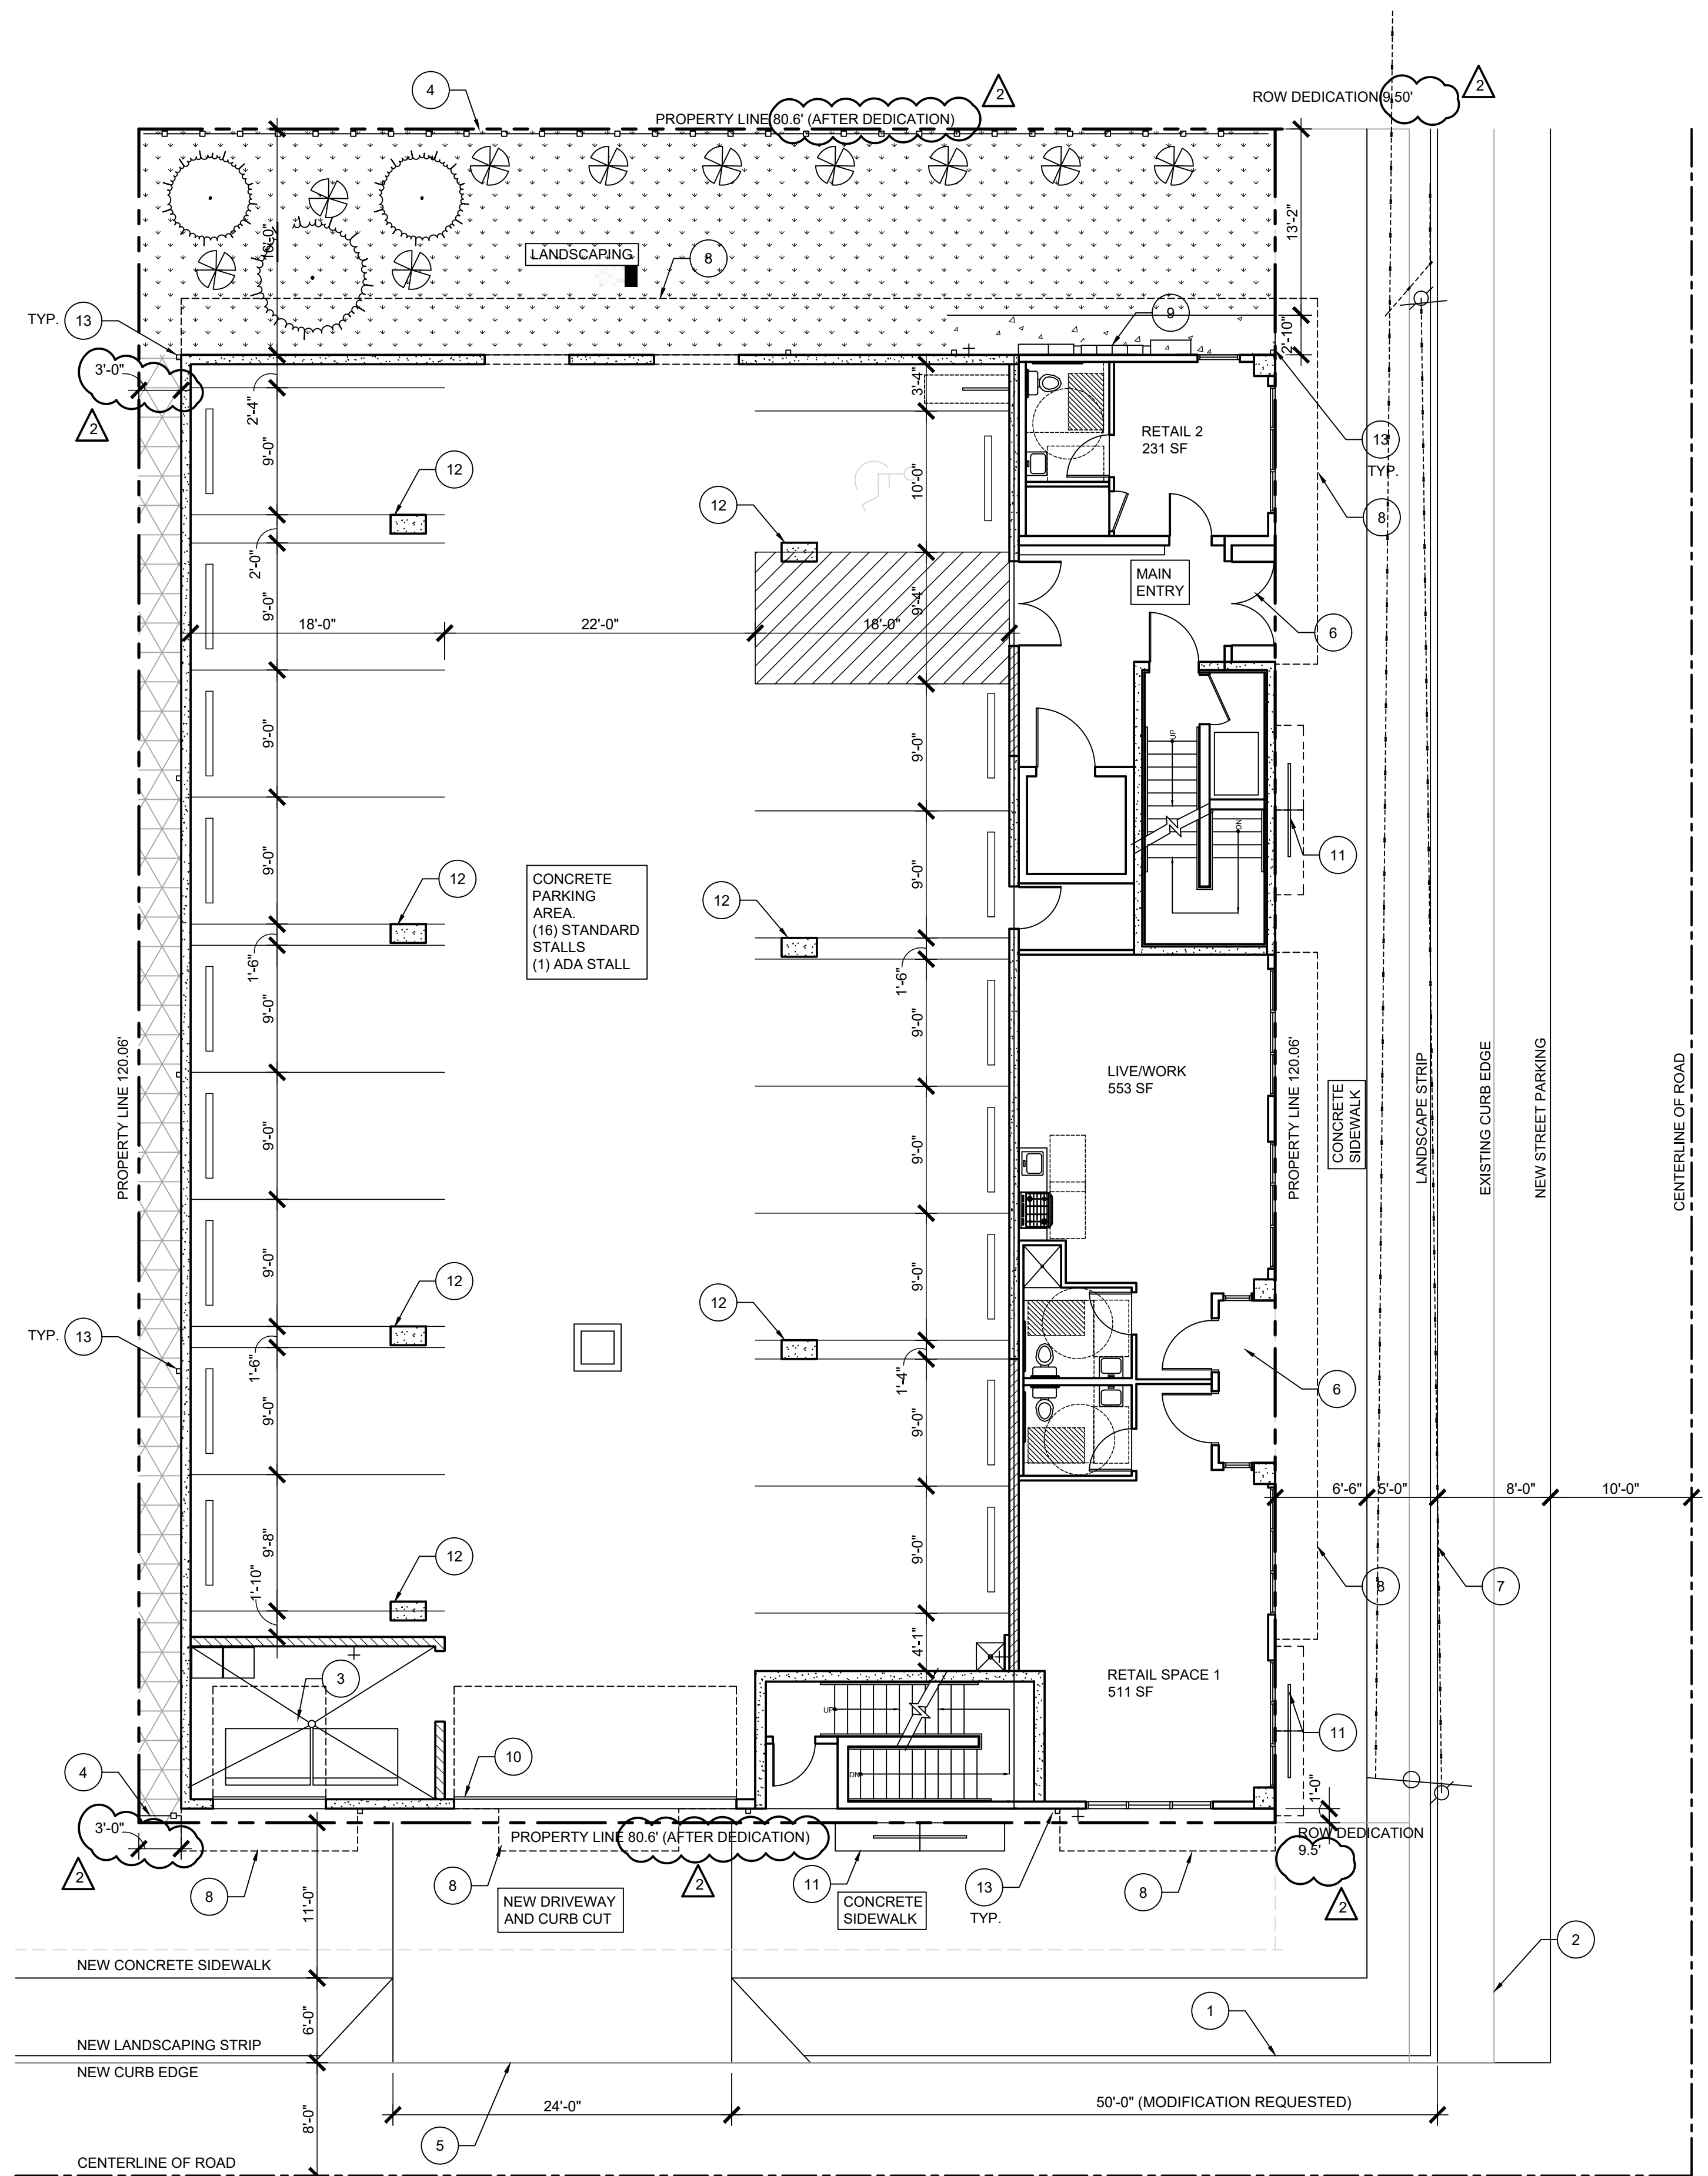 4
2
2
ROW DEDICATION 9.50'
PROPERTY LINE 80.6' (AFTER DEDICATION)
16'-0"
13'-2"
LANDSCAPING
8
9
TYP. 13
2'-10"
3'-0"
2
2'-4"
3'-4"
9'-0"
RETAIL 2
231 SF
13
TYP.
12
12
10'-0"
8
2'-0"
9'-0"
MAIN
ENTRY
9'-4"
6
18'-0"
22'-0"
18'-0"
9'-0"
9'-0"
UP
DN
11
9'-0"
9'-0"
12
12
CONCRETE
PARKING
AREA.
(16) STANDARD
STALLS
(1) ADA STALL
1'-6"
1'-6"
9'-0"
9'-0"
PROPERTY LINE 120.06'
LIVE/WORK
553 SF
PROPERTY LINE 120.06'
CONCRETE
SIDEWALK
LANDSCAPE STRIP
EXISTING CURB EDGE
NEW STREET PARKING
CENTERLINE OF ROAD
9'-0"
9'-0"
9'-0"
9'-0"
12
12
TYP. 13
1'-6"
1'-4"
6
9'-0"
9'-0"
6'-6"
5'-0"
8'-0"
10'-0"
9'-8"
9'-0"
12
1'-10"
8
7
4'-1"
3
RETAIL SPACE 1
511 SF
UP
DN
11
10
4
1'-0"
3'-0"
2
PROPERTY LINE 80.6' (AFTER DEDICATION)
ROW DEDICATION
9.5'
2
2
8
8
11
13
TYP.
8
11'-0"
NEW DRIVEWAY
AND CURB CUT
CONCRETE
SIDEWALK
2
NEW CONCRETE SIDEWALK
1
6'-0"
NEW LANDSCAPING STRIP
NEW CURB EDGE
8'-0"
24'-0"
50'-0" (MODIFICATION REQUESTED)
5
CENTERLINE OF ROAD